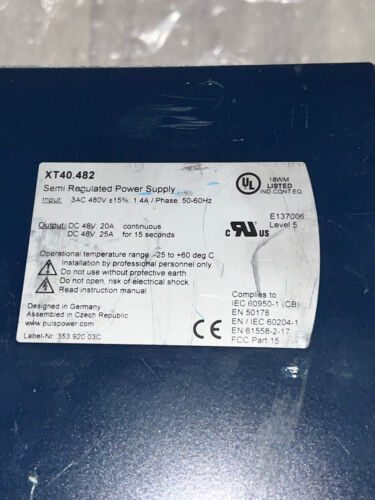 XT40.482
Semi Regulated Power Supply
Input: 3AC 480V ±15%, 1.4A / Phase 50-60Hz
Output: DC 48V 20A continuous
DC 48V 25A for 15 seconds
Operational temperature range -25 to +60 deg C
Installation by professional personnel only
Do not use without protective earth
Do not open, risk of electrical shock
Read instruction manual
Designed in Germany
Assembled in Czech Republic
www.pulspower.com
Label-Nr. 353.920.03C
UL
18WM
LISTED
IND.CONT.EQ.
E137006
Level 5
C RU US
Complies to
IEC 60950-1 (CB)
EN 50178
EN / IEC 60204-1
EN 61558-2-17
FCC Part 15
CE